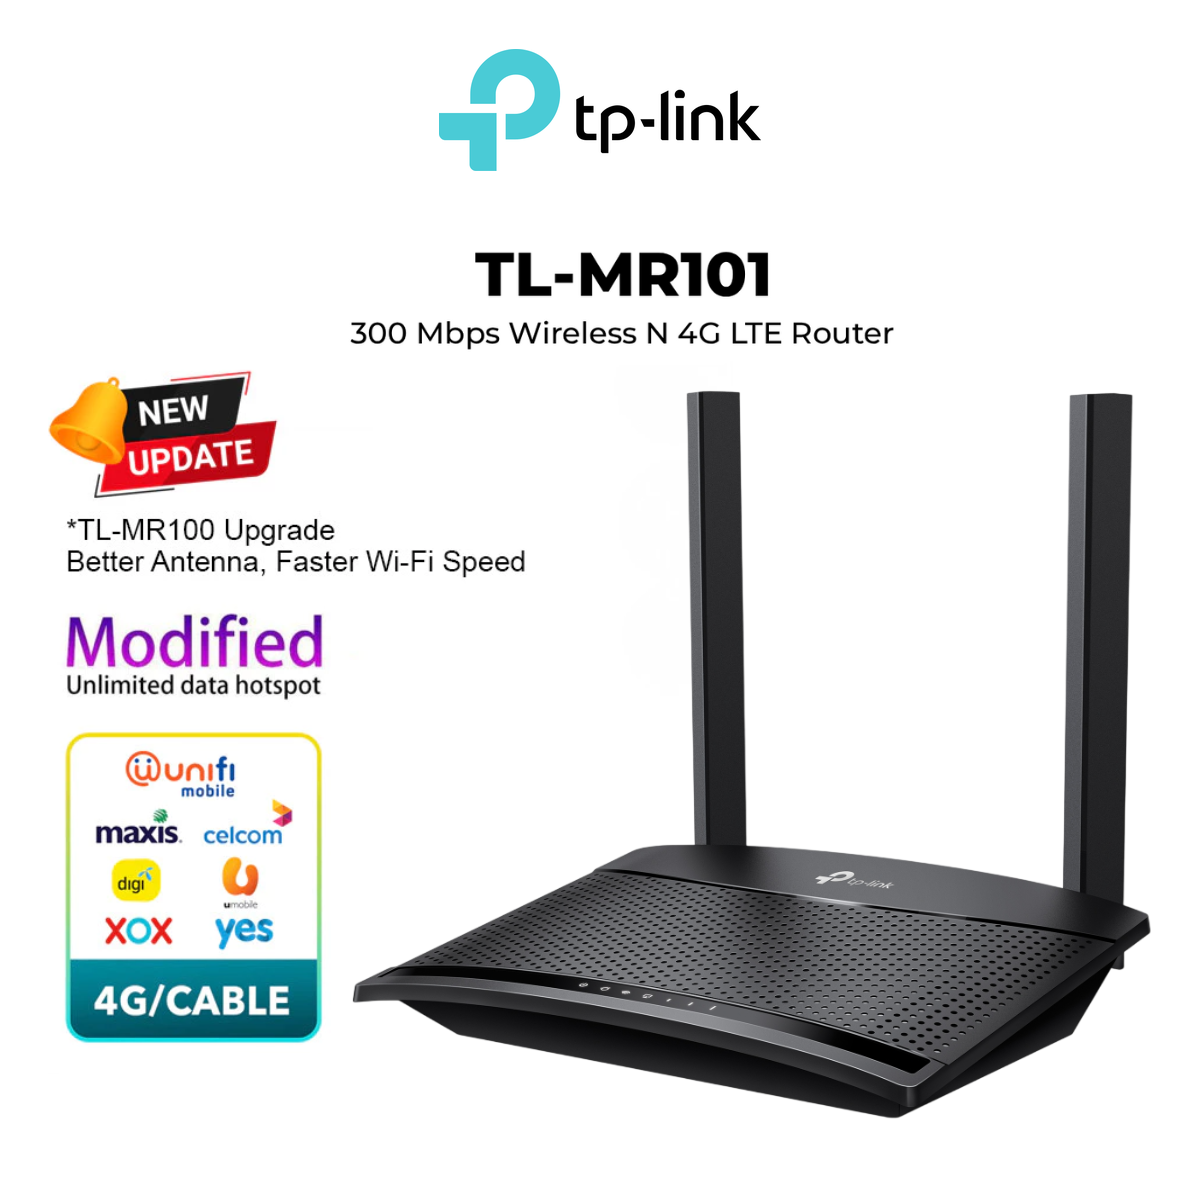 tp-link
TL-MR101
300 Mbps Wireless N 4G LTE Router
NEW
UPDATE
*TL-MR100 Upgrade
Better Antenna, Faster Wi-Fi Speed
Modified
Unlimited data hotspot
unifi
mobile
maxis
celcom
digi
umobile
XOX
yes
4G/CABLE
tp-link